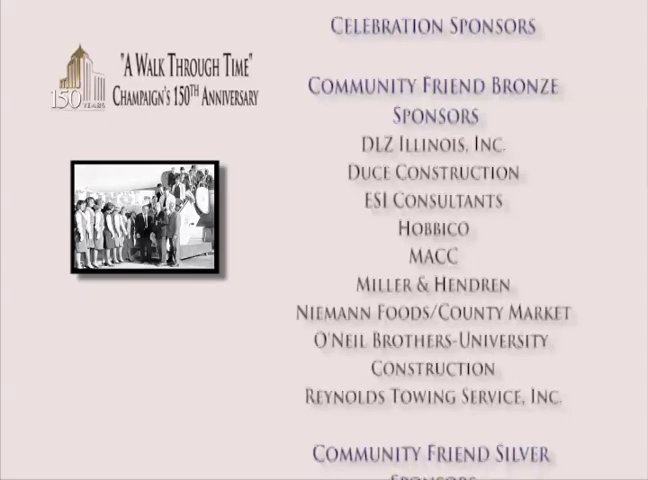 150 YEARS
"A WALK THROUGH TIME"
CHAMPAIGN'S 150TH ANNIVERSARY
CELEBRATION SPONSORS
COMMUNITY FRIEND BRONZE
SPONSORS
DLZ ILLINOIS, INC.
DUCE CONSTRUCTION
ESI CONSULTANTS
HOBBICO
MACC
MILLER & HENDREN
NIEMANN FOODS/COUNTY MARKET
O'NEIL BROTHERS-UNIVERSITY
CONSTRUCTION
REYNOLDS TOWING SERVICE, INC.
COMMUNITY FRIEND SILVER
SPONSORS